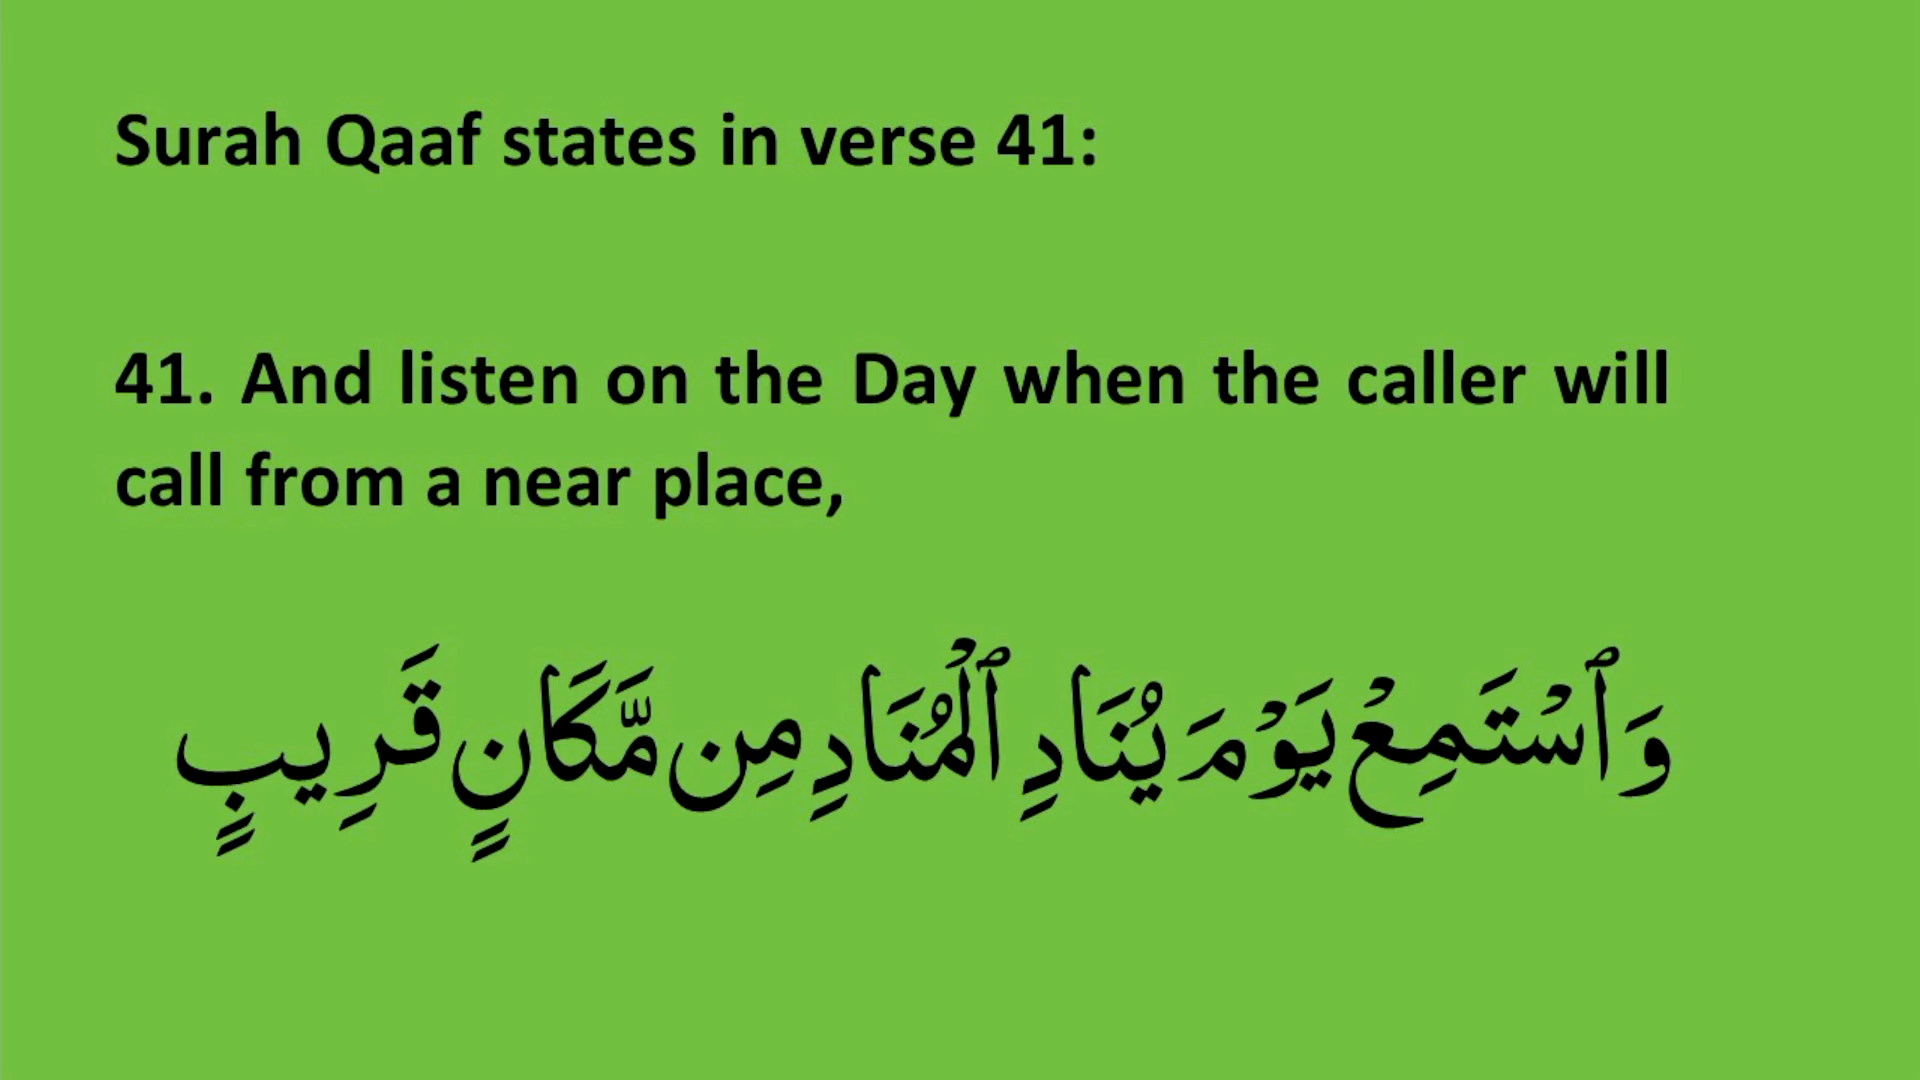 Surah Qaaf states in verse 41:
41. And listen on the Day when the caller will
call from a near place,
وَٱسْتَمِعْ يَوْمَ يُنَادِ ٱلْمُنَادِ مِن مَّكَانٍ قَرِيبٍ